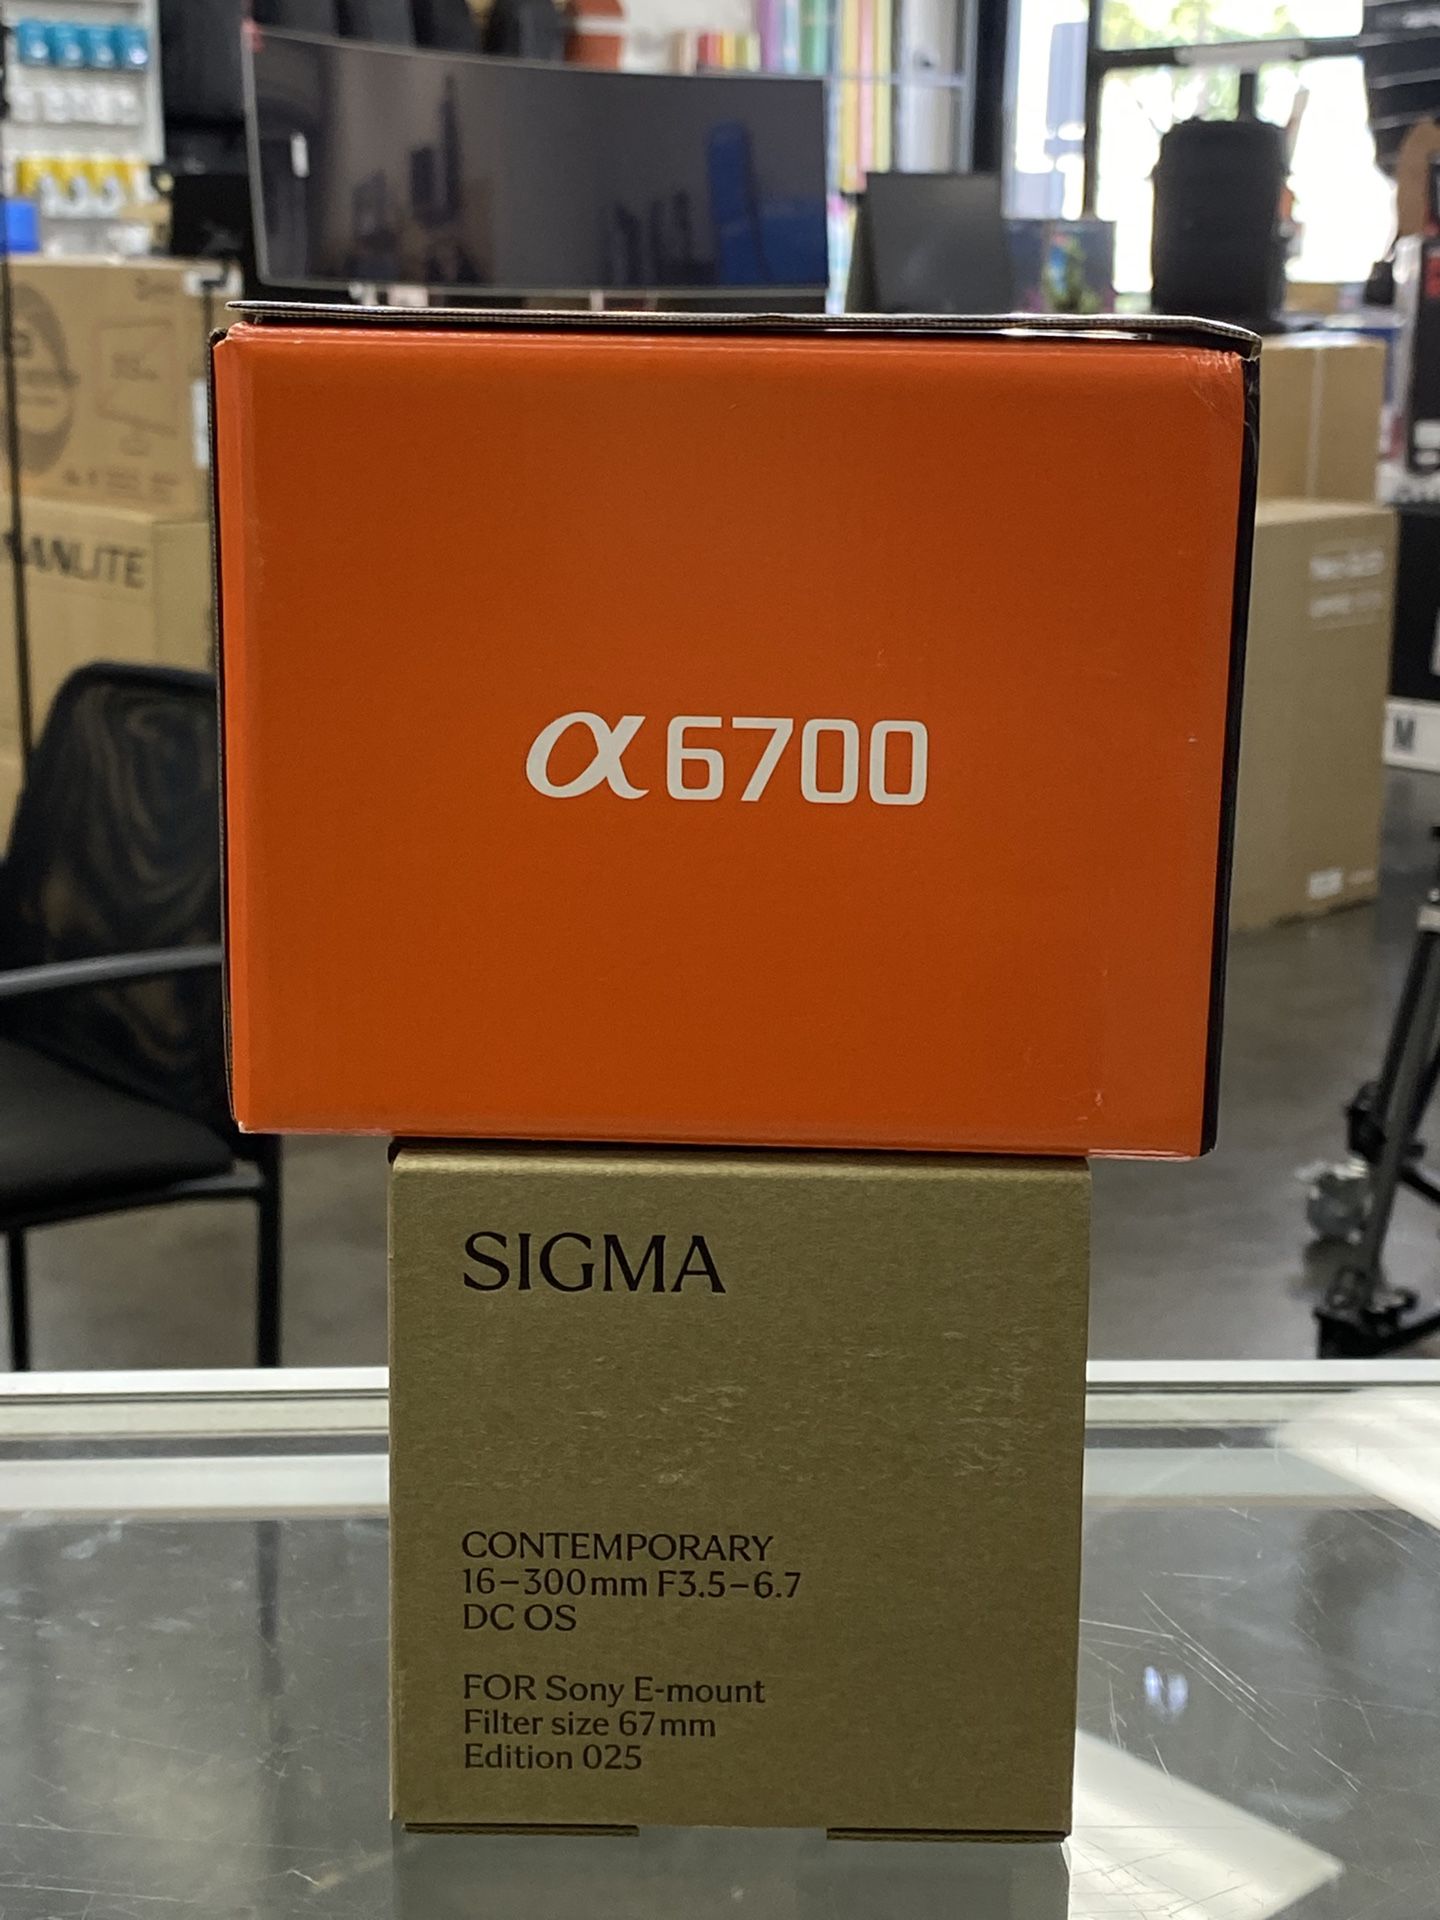 α6700
SIGMA
CONTEMPORARY
16–300mm F3.5–6.7
DC OS
FOR Sony E-mount
Filter size 67mm
Edition 025
ANLITE
M